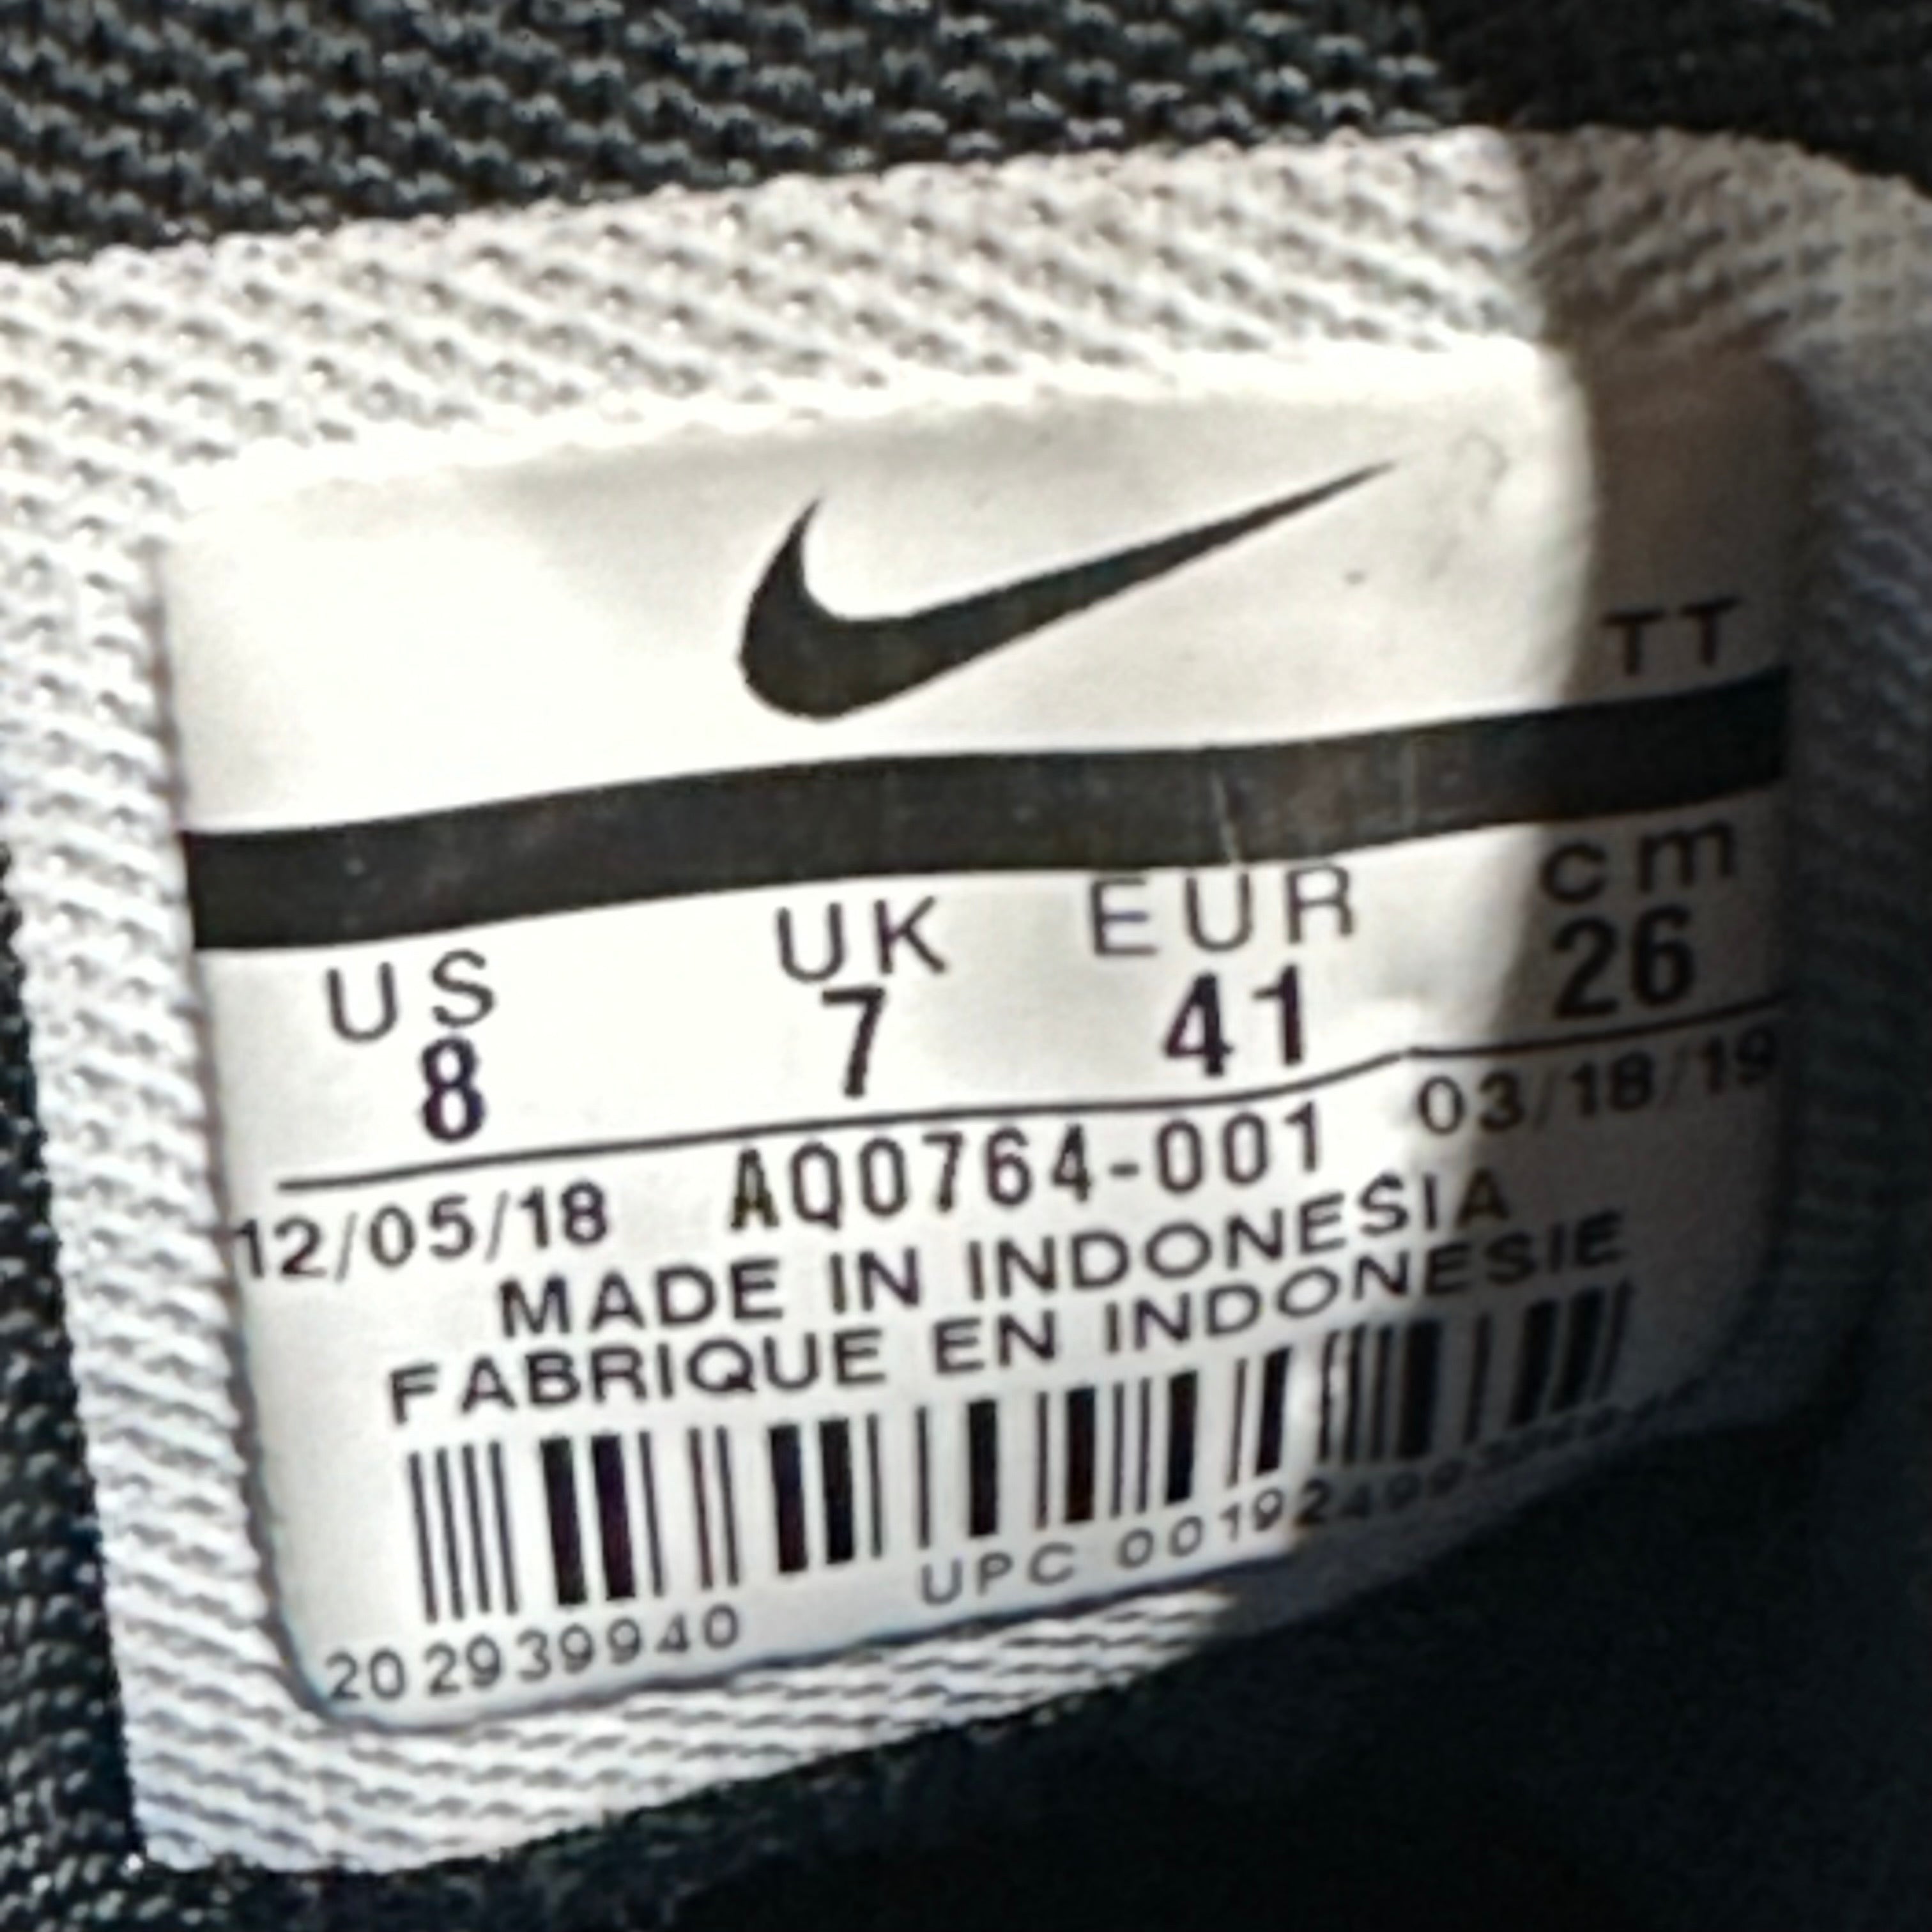 TT
US UK EUR cm
8 7 41 26
12/05/18 AQ0764-001 03/18/19
MADE IN INDONESIA
FABRIQUE EN INDONESIE
202939940 UPC